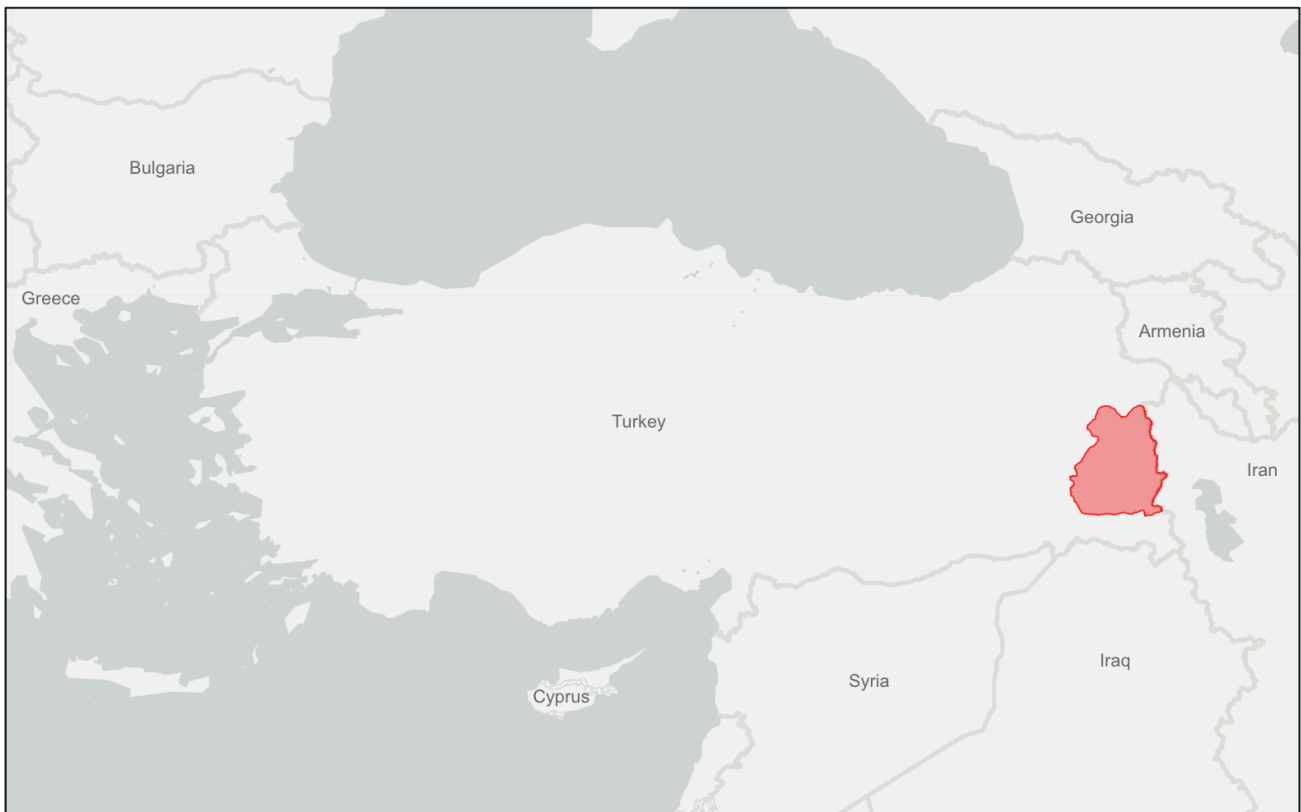 Bulgaria
Georgia
Greece
Armenia
Turkey
Iran
Syria
Iraq
Cyprus